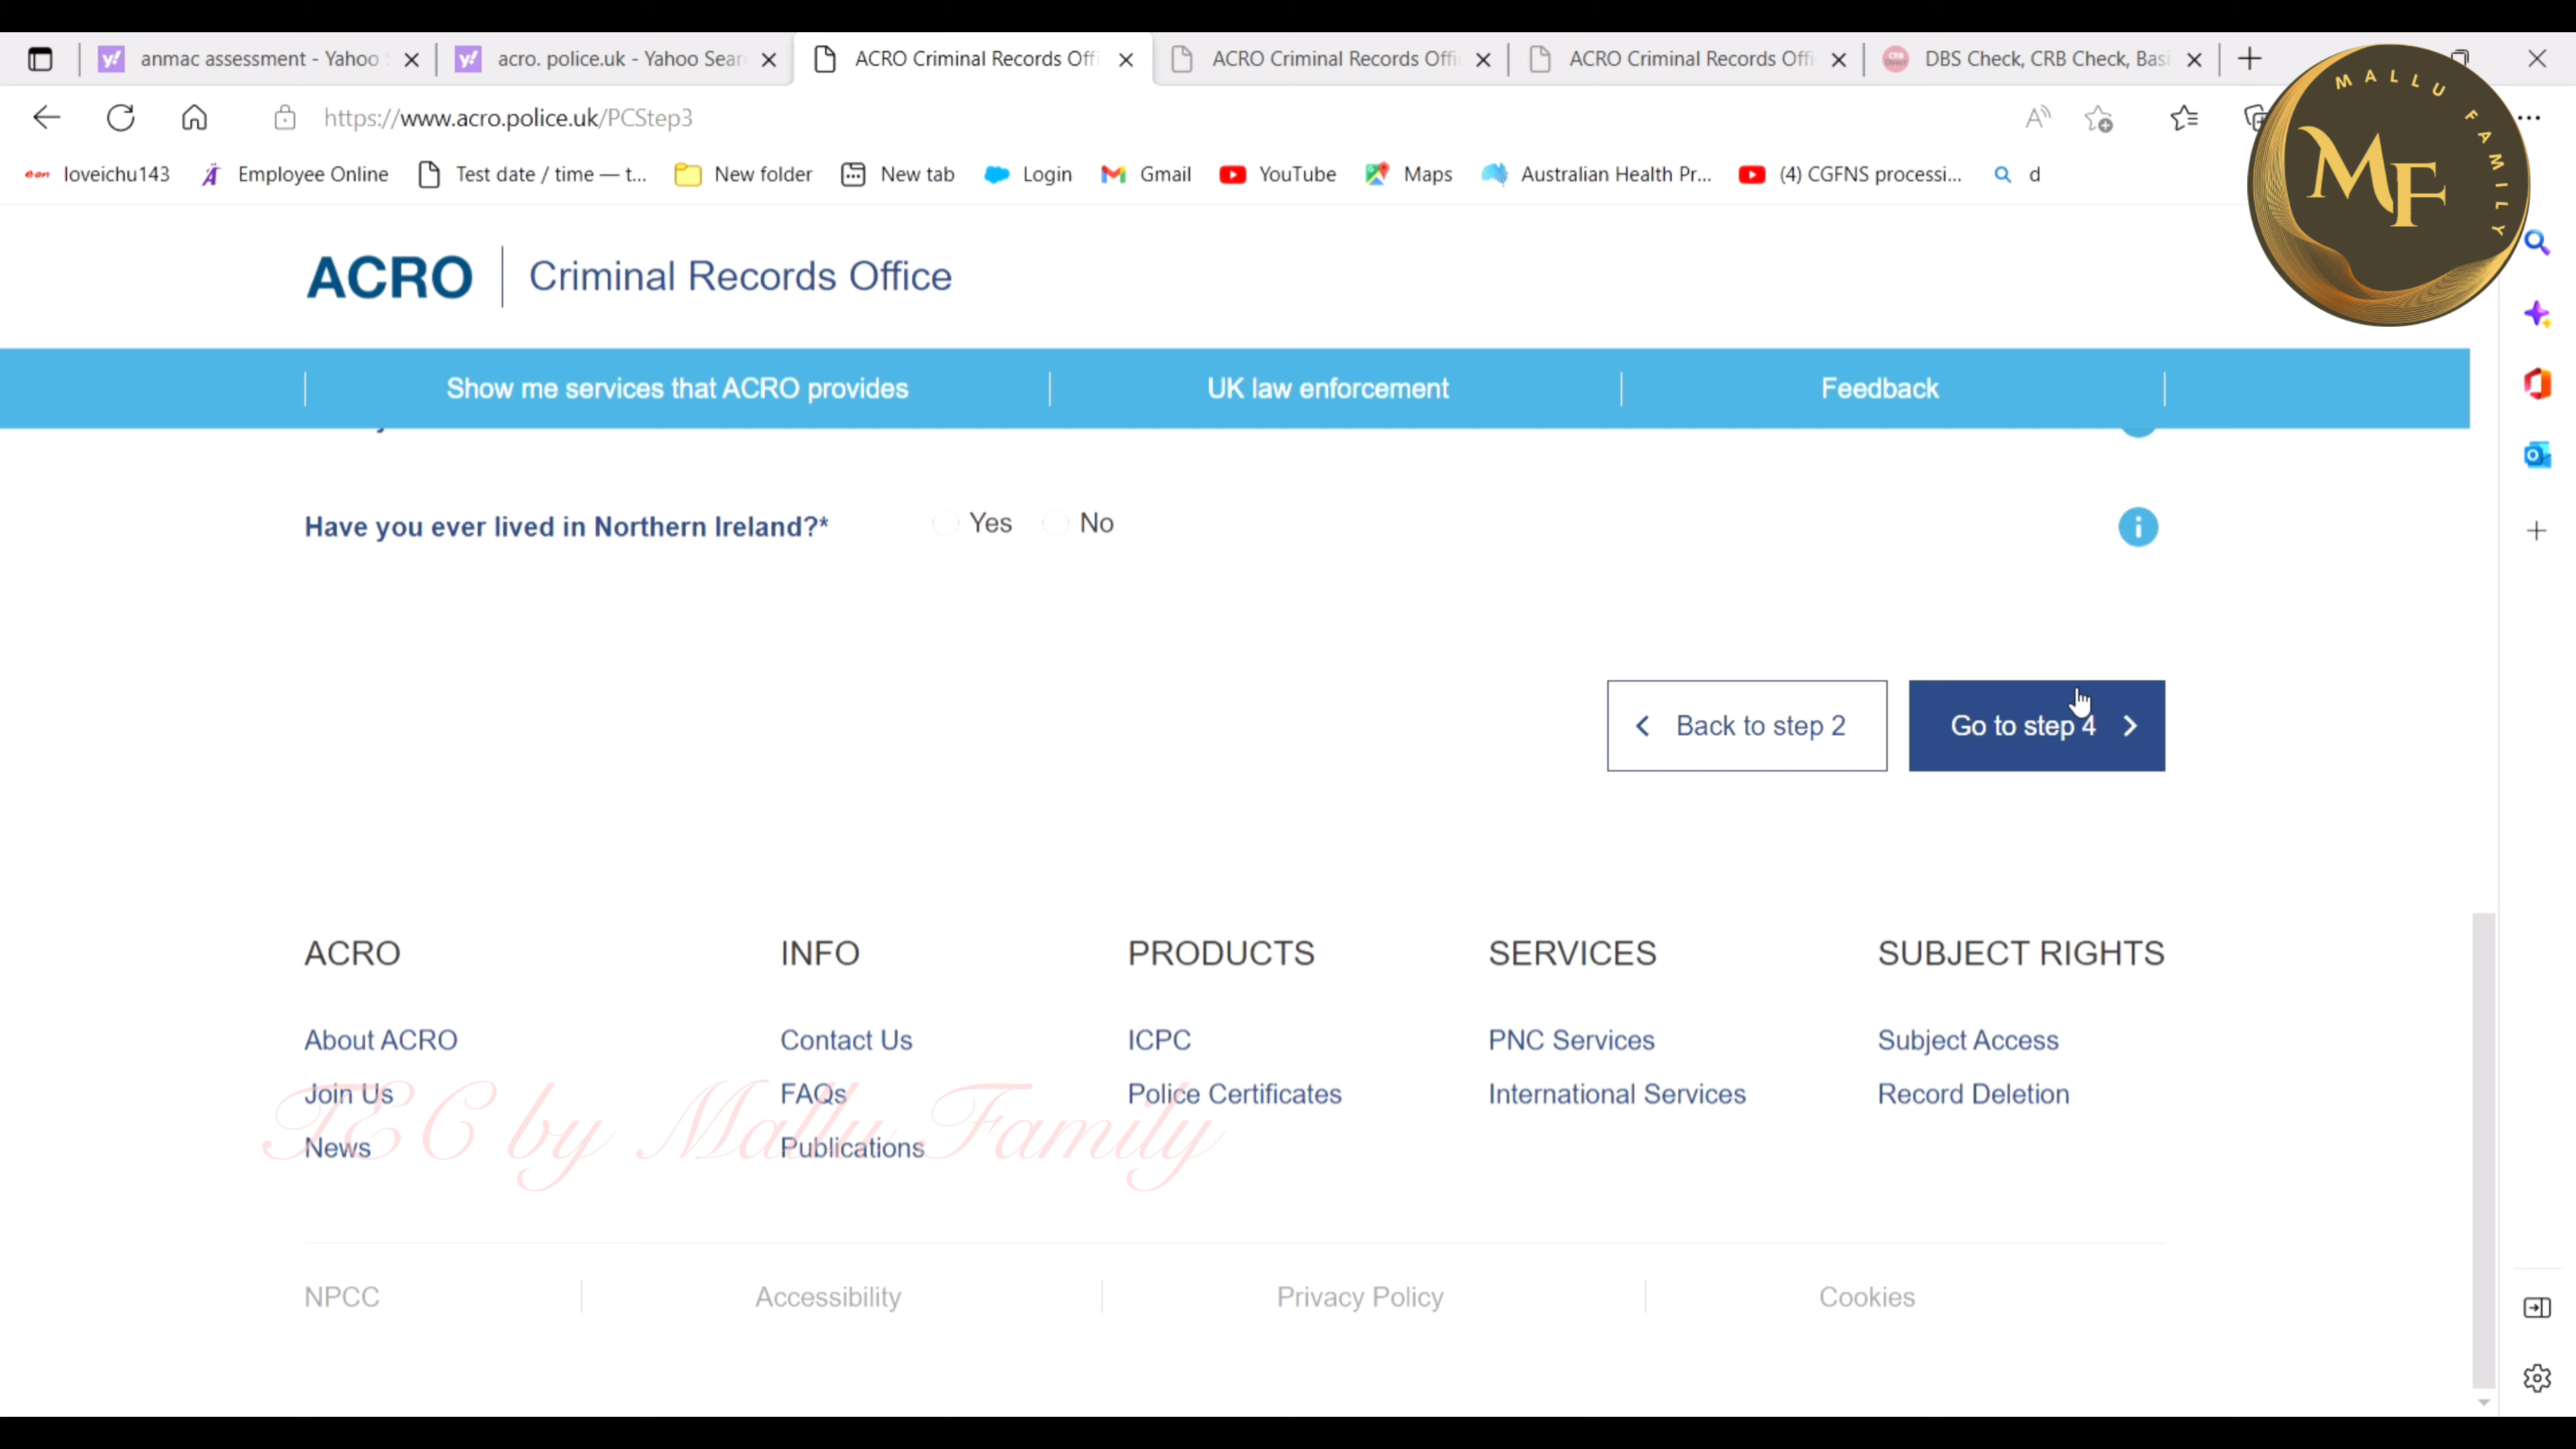 anmac assessment - Yahoo
acro. police.uk - Yahoo Sear
ACRO Criminal Records Offi
ACRO Criminal Records Offi
ACRO Criminal Records Offi
DBS Check, CRB Check, Basi
https://www.acro.police.uk/PCStep3
e·on loveichu143
Employee Online
Test date / time — t...
New folder
New tab
Login
Gmail
YouTube
Maps
Australian Health Pr...
(4) CGFNS processi...
d
MALLU FAMILY
MF
ACRO Criminal Records Office
Show me services that ACRO provides
UK law enforcement
Feedback
Have you ever lived in Northern Ireland?*
Yes No
Back to step 2
Go to step 4
ACRO INFO PRODUCTS SERVICES SUBJECT RIGHTS
About ACRO Contact Us ICPC PNC Services Subject Access
Join Us FAQs Police Certificates International Services Record Deletion
News Publications
TEC by Mallu Family
NPCC Accessibility Privacy Policy Cookies